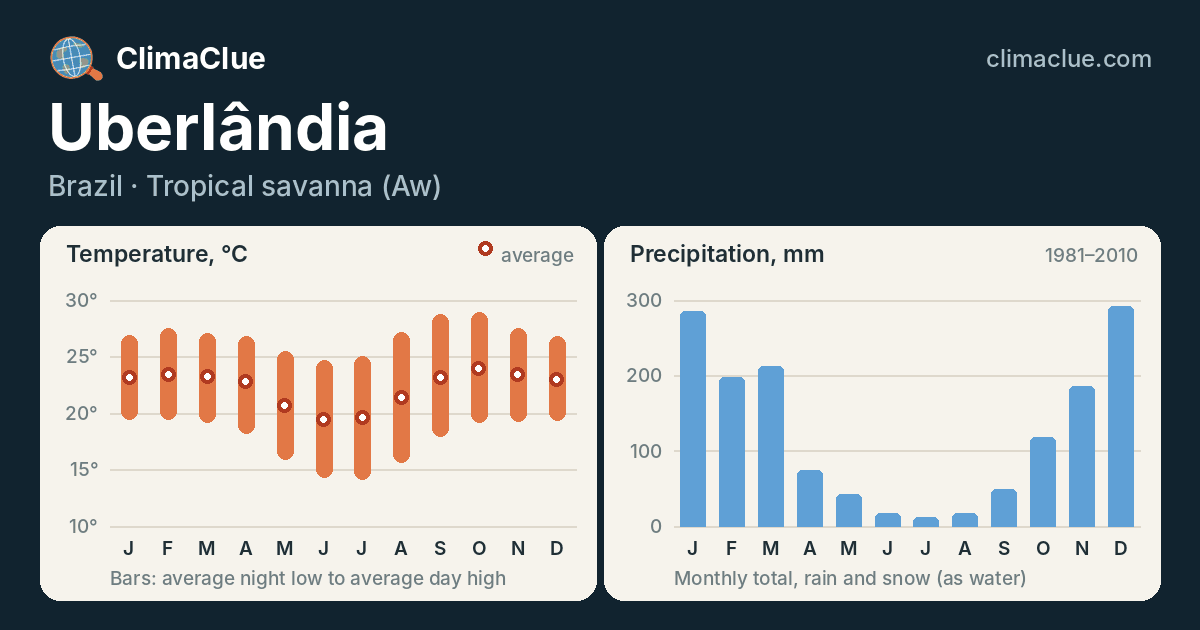 ClimaClue
climaclue.com
Uberlândia
Brazil · Tropical savanna (Aw)
Temperature, °C
average
30°
25°
20°
15°
10°
J F M A M J J A S O N D
Bars: average night low to average day high
Precipitation, mm
1981–2010
300
200
100
0
J F M A M J J A S O N D
Monthly total, rain and snow (as water)